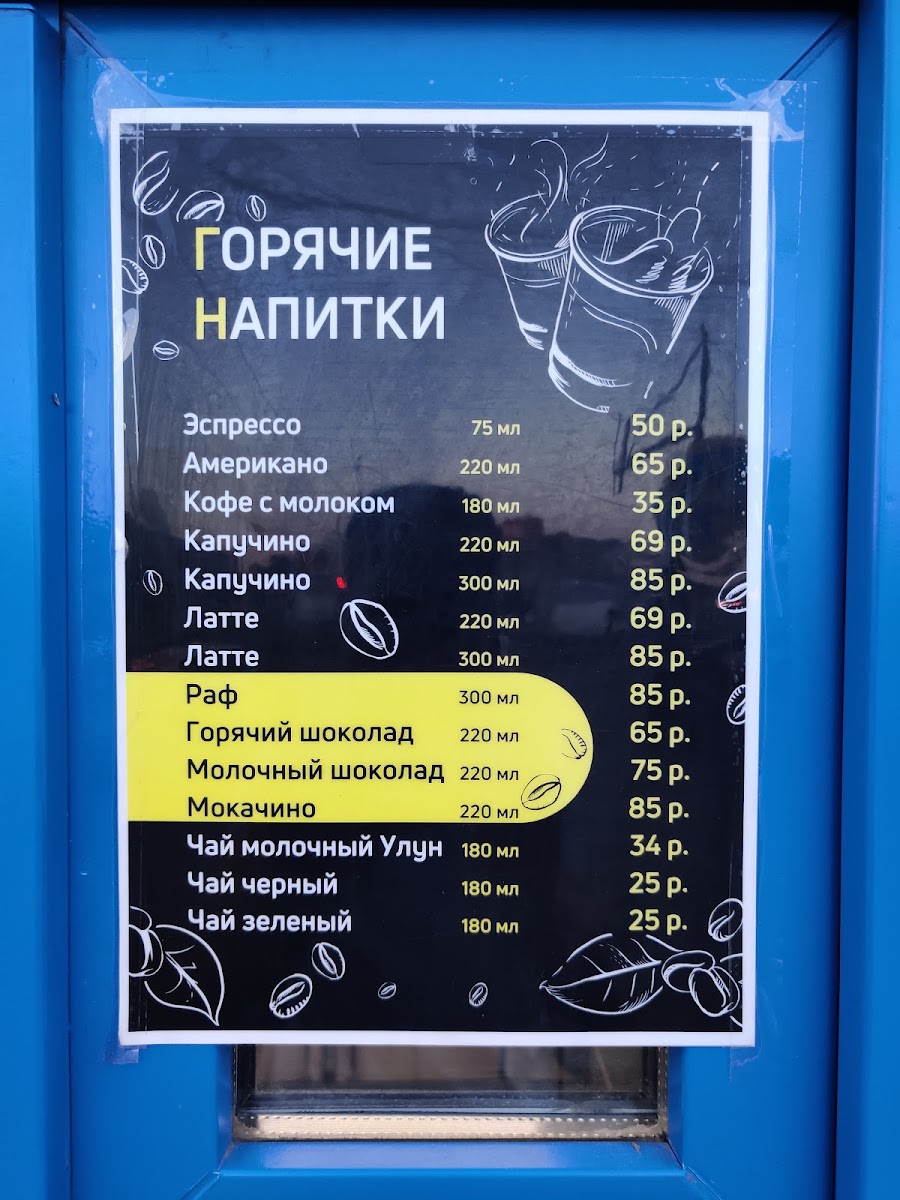 ГОРЯЧИЕ
НАПИТКИ
Эспрессо 75 мл 50 р.
Американо 220 мл 65 р.
Кофе с молоком 180 мл 35 р.
Капучино 220 мл 69 р.
Капучино 300 мл 85 р.
Латте 220 мл 69 р.
Латте 300 мл 85 р.
Раф 300 мл 85 р.
Горячий шоколад 220 мл 65 р.
Молочный шоколад 220 мл 75 р.
Мокачино 220 мл 85 р.
Чай молочный Улун 180 мл 34 р.
Чай черный 180 мл 25 р.
Чай зеленый 180 мл 25 р.